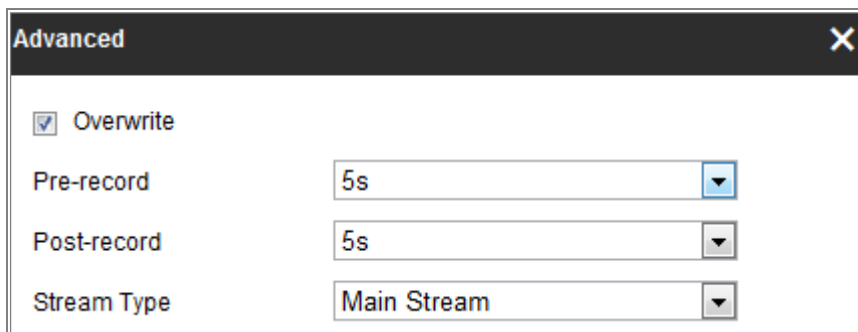 Advanced
Overwrite
Pre-record 5s
Post-record 5s
Stream Type Main Stream